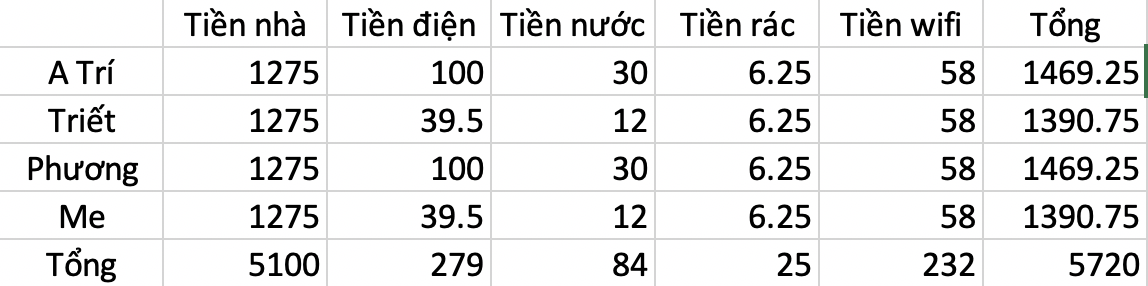 Tiền nhà Tiền điện Tiền nước Tiền rác Tiền wifi Tổng
A Trí 1275 100 30 6.25 58 1469.25
Triết 1275 39.5 12 6.25 58 1390.75
Phương 1275 100 30 6.25 58 1469.25
Me 1275 39.5 12 6.25 58 1390.75
Tổng 5100 279 84 25 232 5720